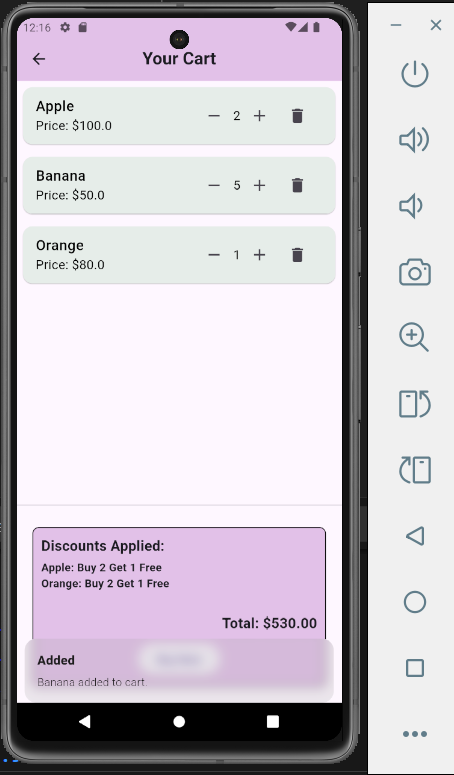 12:16
Your Cart
Apple
Price: $100.0
2
Banana
Price: $50.0
5
Orange
Price: $80.0
1
Discounts Applied:
Apple: Buy 2 Get 1 Free
Orange: Buy 2 Get 1 Free
Total: $530.00
Added
Banana added to cart.